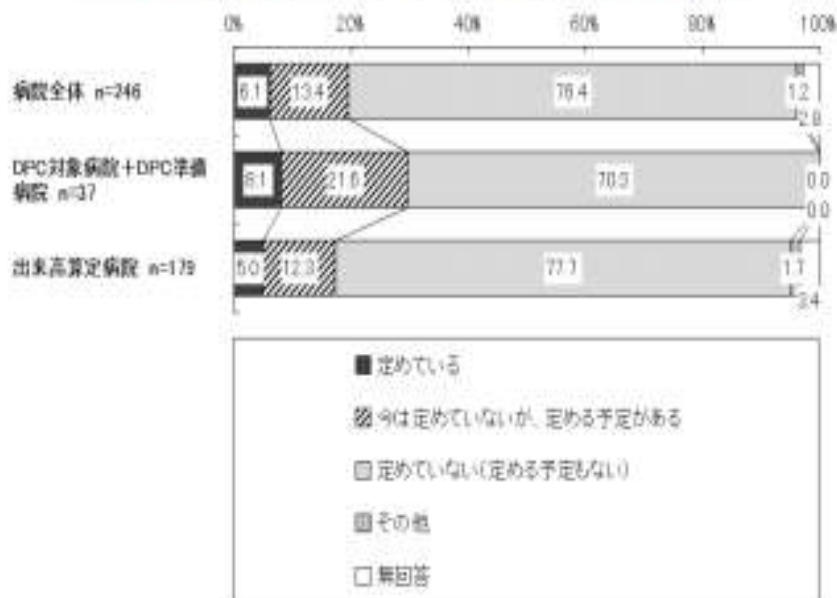 0% 20% 40% 60% 80% 100%
病院全体 n=246
6.1 13.4 76.4 1.2
2.8
DPC対象病院+DPC準備
病院 n=37
8.1 21.6 70.3 0.0
0.0
出来高算定病院 n=179
5.0 12.3 77.7 1.7
3.4
定めている
今は定めていないが、定める予定がある
定めていない(定める予定もない)
その他
無回答